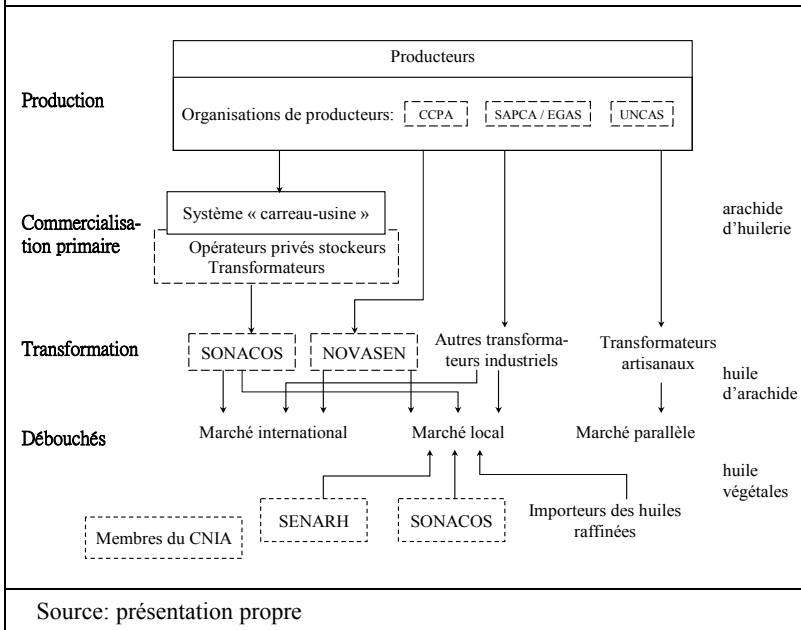 Producteurs
Production
Organisations de producteurs:
CCPA
SAPCA / EGAS
UNCAS
Commercialisa-
tion primaire
Système « carreau-usine »
Opérateurs privés stockeurs
Transformateurs
arachide
d'huilerie
Transformation
SONACOS
NOVASEN
Autres transforma-
teurs industriels
Transformateurs
artisanaux
huile
d'arachide
Débouchés
Marché international
Marché local
Marché parallèle
huile
végétales
Membres du CNIA
SENARH
SONACOS
Importeurs des huiles
raffinées
Source: présentation propre